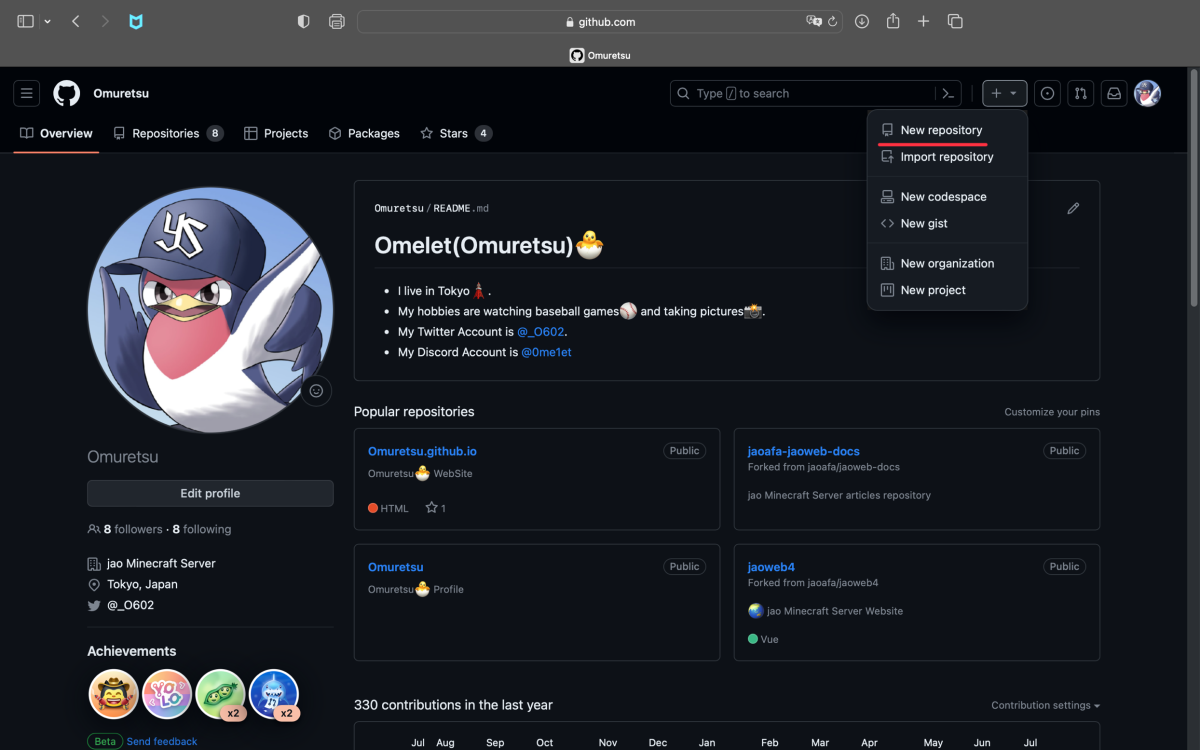 github.com
Omuretsu
Omuretsu
Type / to search
Overview
Repositories 8
Projects
Packages
Stars 4
New repository
Import repository
New codespace
New gist
New organization
New project
YS
Omuretsu
Edit profile
8 followers · 8 following
jao Minecraft Server
Tokyo, Japan
@_O602
Achievements
YOLO
x2
x2
Beta Send feedback
Omuretsu / README.md
Omelet(Omuretsu)🐣
• I live in Tokyo🗼.
• My hobbies are watching baseball games⚾ and taking pictures📸.
• My Twitter Account is @_O602.
• My Discord Account is @0me1et
Popular repositories
Customize your pins
Omuretsu.github.io
Public
Omuretsu🐣 WebSite
HTML
1
jaoafa-jaoweb-docs
Public
Forked from jaoafa/jaoweb-docs
jao Minecraft Server articles repository
Omuretsu
Public
Omuretsu🐣 Profile
jaoweb4
Public
Forked from jaoafa/jaoweb4
🌏 jao Minecraft Server Website
Vue
330 contributions in the last year
Contribution settings
Jul Aug Sep Oct Nov Dec Jan Feb Mar Apr May Jun Jul